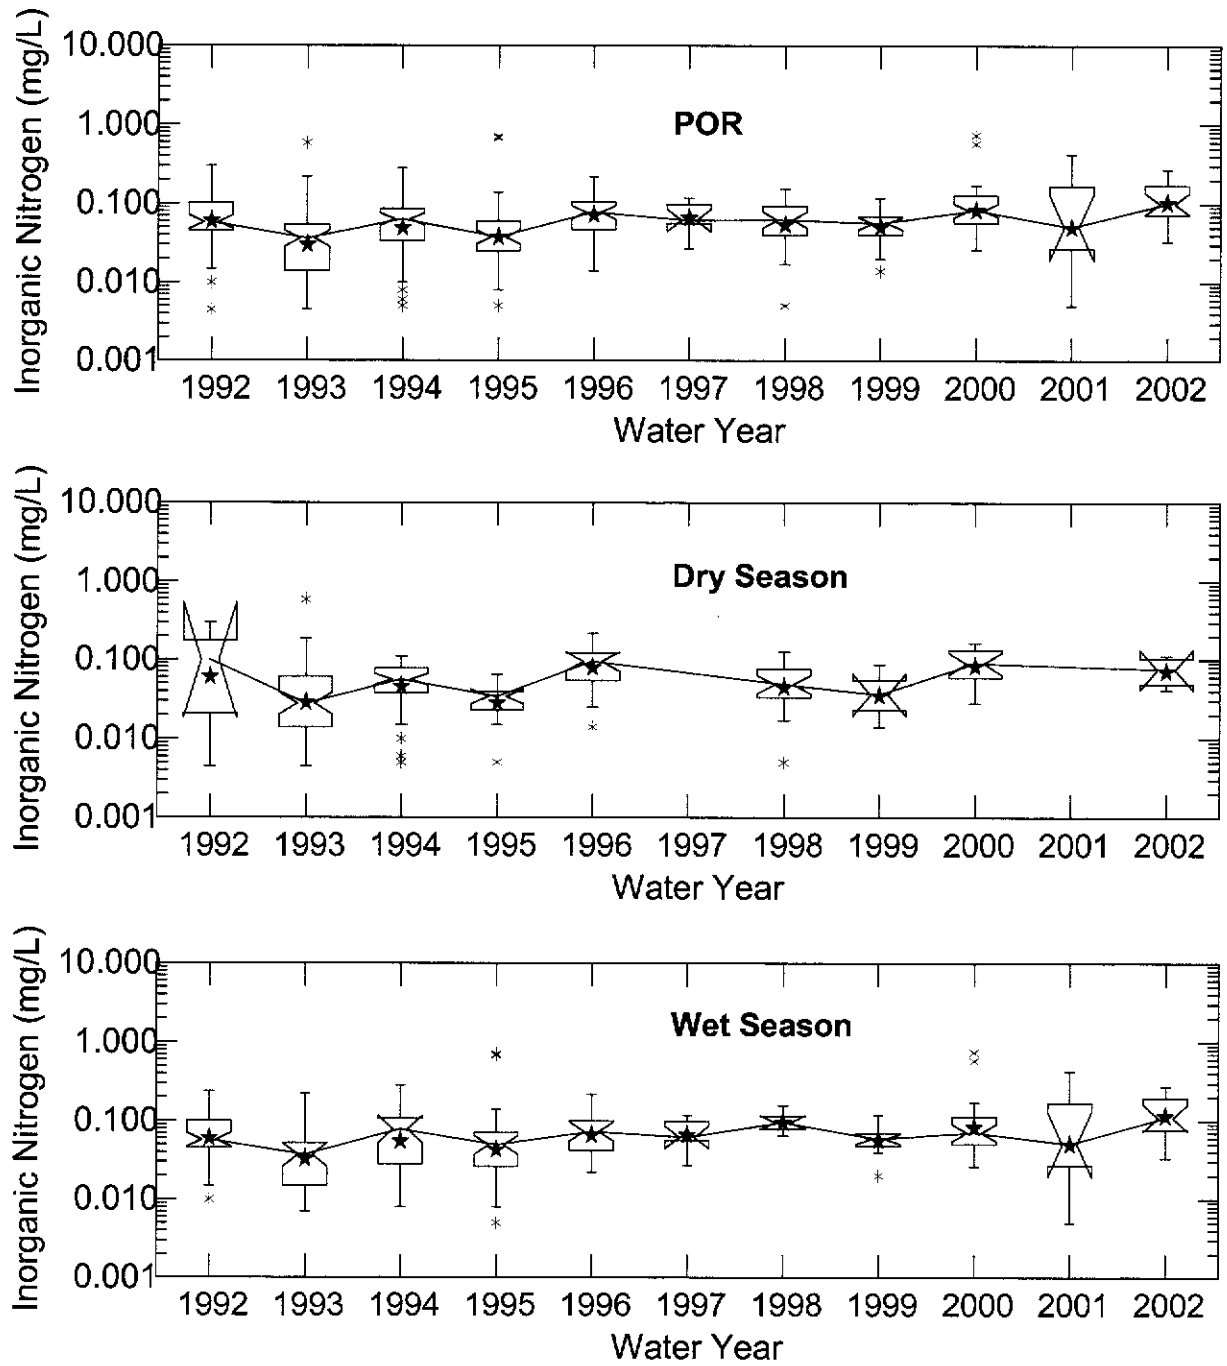 Inorganic Nitrogen (mg/L)
10.000
1.000
0.100
0.010
0.001
POR
1992 1993 1994 1995 1996 1997 1998 1999 2000 2001 2002
Water Year
Inorganic Nitrogen (mg/L)
10.000
1.000
0.100
0.010
0.001
Dry Season
1992 1993 1994 1995 1996 1997 1998 1999 2000 2001 2002
Water Year
Inorganic Nitrogen (mg/L)
10.000
1.000
0.100
0.010
0.001
Wet Season
1992 1993 1994 1995 1996 1997 1998 1999 2000 2001 2002
Water Year